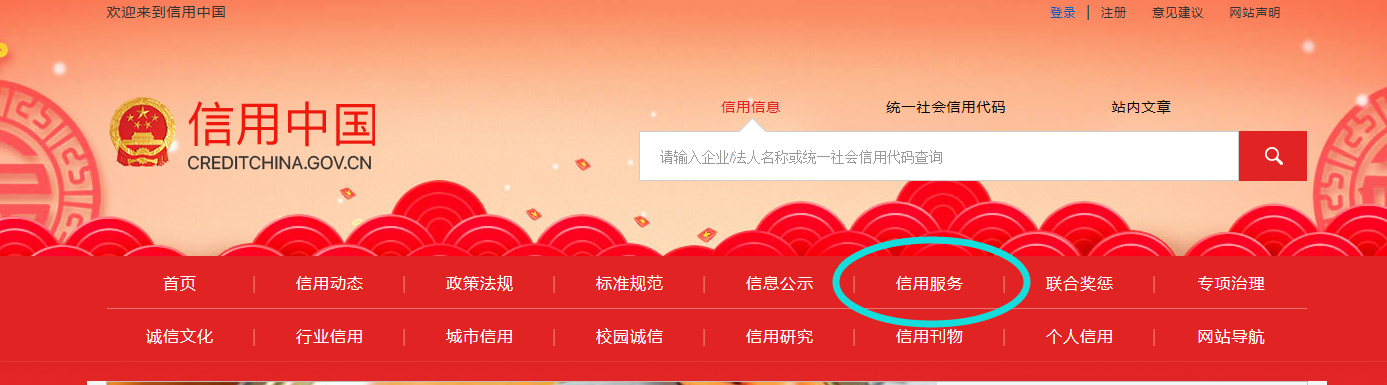 欢迎来到信用中国
登录 | 注册 意见建议 网站声明
信用中国
CREDITCHINA.GOV.CN
信用信息 统一社会信用代码 站内文章
请输入企业/法人名称或统一社会信用代码查询
首页 | 信用动态 | 政策法规 | 标准规范 | 信息公示 | 信用服务 | 联合奖惩 | 专项治理
诚信文化 | 行业信用 | 城市信用 | 校园诚信 | 信用研究 | 信用刊物 | 个人信用 | 网站导航